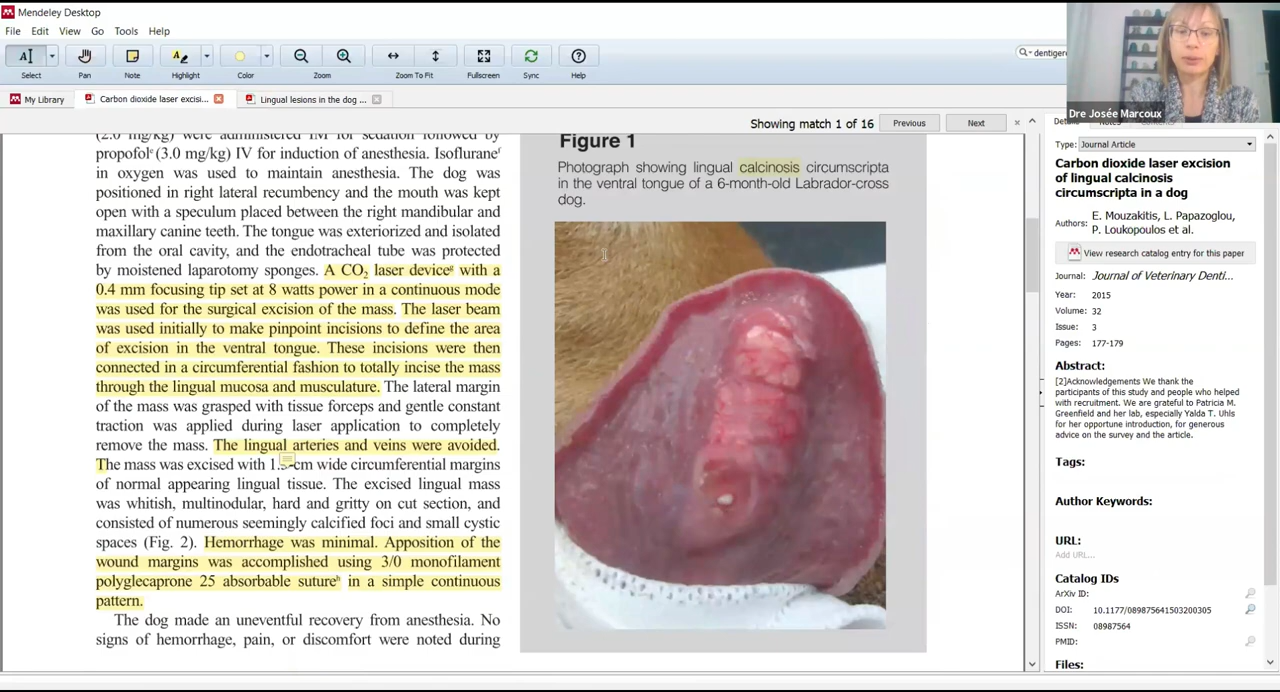 Mendeley Desktop
File Edit View Go Tools Help
Select Pan Note Highlight Color Zoom Zoom To Fit Fullscreen Sync Help
dentigere
My Library Carbon dioxide laser excisi... Lingual lesions in the dog ...
Dre Josée Marcoux
Showing match 1 of 16 Previous Next
(2.0 mg/kg) were administered IM for sedation followed by
propofolᵉ (3.0 mg/kg) IV for induction of anesthesia. Isofluraneᶠ
in oxygen was used to maintain anesthesia. The dog was
positioned in right lateral recumbency and the mouth was kept
open with a speculum placed between the right mandibular and
maxillary canine teeth. The tongue was exteriorized and isolated
from the oral cavity, and the endotracheal tube was protected
by moistened laparotomy sponges. A CO₂ laser deviceᵍ with a
0.4 mm focusing tip set at 8 watts power in a continuous mode
was used for the surgical excision of the mass. The laser beam
was used initially to make pinpoint incisions to define the area
of excision in the ventral tongue. These incisions were then
connected in a circumferential fashion to totally incise the mass
through the lingual mucosa and musculature. The lateral margin
of the mass was grasped with tissue forceps and gentle constant
traction was applied during laser application to completely
remove the mass. The lingual arteries and veins were avoided.
The mass was excised with cm wide circumferential margins
of normal appearing lingual tissue. The excised lingual mass
was whitish, multinodular, hard and gritty on cut section, and
consisted of numerous seemingly calcified foci and small cystic
spaces (Fig. 2). Hemorrhage was minimal. Apposition of the
wound margins was accomplished using 3/0 monofilament
polyglecaprone 25 absorbable sutureʰ in a simple continuous
pattern.
The dog made an uneventful recovery from anesthesia. No
signs of hemorrhage, pain, or discomfort were noted during
Figure 1
Photograph showing lingual calcinosis circumscripta
in the ventral tongue of a 6-month-old Labrador-cross
dog.
Details Notes Contents
Type: Journal Article
Carbon dioxide laser excision
of lingual calcinosis
circumscripta in a dog
Authors: E. Mouzakitis, L. Papazoglou,
P. Loukopoulos et al.
View research catalog entry for this paper
Journal: Journal of Veterinary Denti...
Year: 2015
Volume: 32
Issue: 3
Pages: 177-179
Abstract:
[2]Acknowledgements We thank the
participants of this study and people who helped
with recruitment. We are grateful to Patricia M.
Greenfield and her lab, especially Yalda T. Uhls
for her opportune introduction, for generous
advice on the survey and the article.
Tags:
Author Keywords:
URL:
Add URL...
Catalog IDs
ArXiv ID:
DOI: 10.1177/089875641503200305
ISSN: 08987564
PMID:
Files: